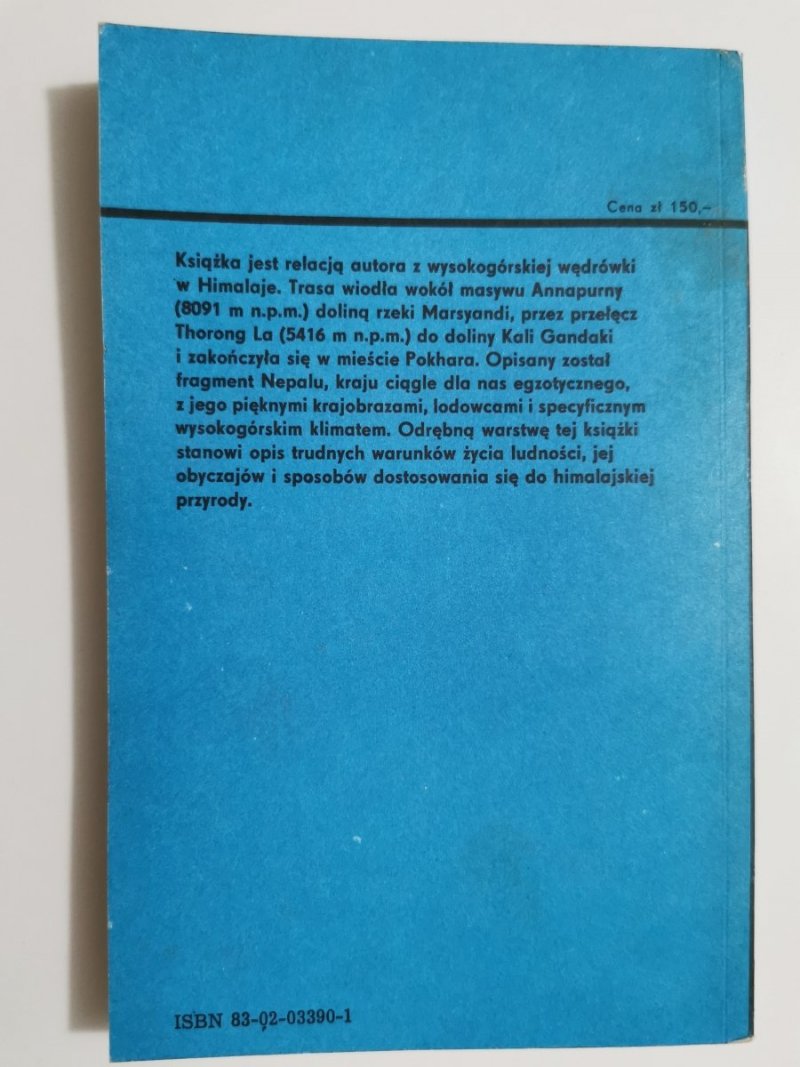 Cena zł 150,–
Książka jest relacją autora z wysokogórskiej wędrówki
w Himalaje. Trasa wiodła wokół masywu Annapurny
(8091 m n.p.m.) doliną rzeki Marsyandi, przez przełęcz
Thorong La (5416 m n.p.m.) do doliny Kali Gandaki
i zakończyła się w mieście Pokhara. Opisany został
fragment Nepalu, kraju ciągle dla nas egzotycznego,
z jego pięknymi krajobrazami, lodowcami i specyficznym
wysokogórskim klimatem. Odrębną warstwę tej książki
stanowi opis trudnych warunków życia ludności, jej
obyczajów i sposobów dostosowania się do himalajskiej
przyrody.
ISBN 83-02-03390-1